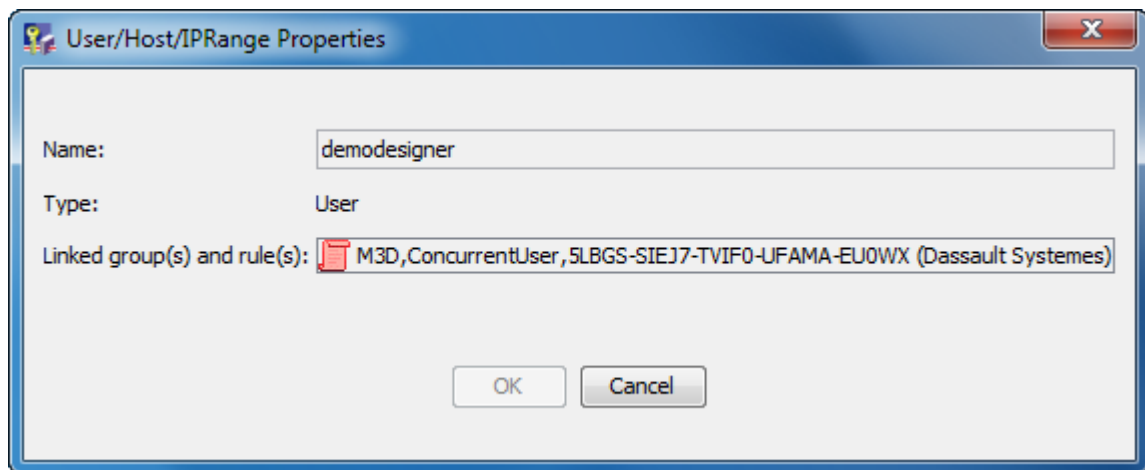 User/Host/IPRange Properties
Name: demodesigner
Type: User
Linked group(s) and rule(s): M3D,ConcurrentUser,5LBGS-SIEJ7-TVIF0-UFAMA-EU0WX (Dassault Systemes)
OK Cancel